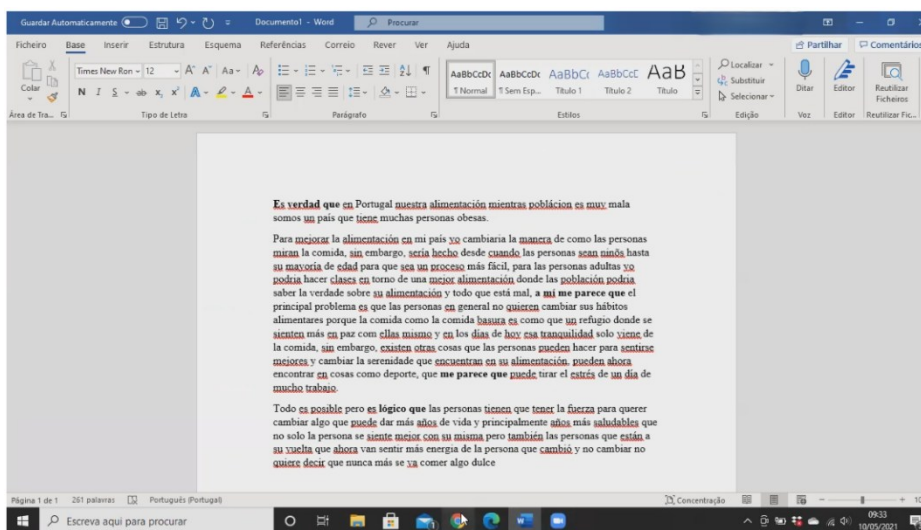 Guardar Automaticamente Documento1 - Word Procurar
Ficheiro Base Inserir Estrutura Esquema Referências Correio Rever Ver Ajuda Partilhar Comentários
Colar Times New Ron 12 A A Aa AaBbCcDc AaBbCcDc AaBbCc AaBbCcE AaB Localizar Ditar Editor Reutilizar Ficheiros
N I S ab x, x² A A ¶ Normal ¶ Sem Esp... Título 1 Título 2 Título Substituir
Selecionar
Área de Tra... Tipo de Letra Parágrafo Estilos Edição Voz Editor Reutilizar Fic...
Es verdad que en Portugal nuestra alimentación mientras poblácion es muy mala
somos un país que tiene muchas personas obesas.
Para mejorar la alimentación en mi país yo cambiaria la manera de como las personas
miran la comida, sin embargo, sería hecho desde cuando las personas sean ninõs hasta
su mayoría de edad para que sea un proceso más fácil, para las personas adultas yo
podria hacer clases en torno de una mejor alimentación donde las población podria
saber la verdade sobre su alimentación y todo que está mal, a mí me parece que el
principal problema es que las personas en general no quieren cambiar sus hábitos
alimentares porque la comida como la comida basura es como que un refugio donde se
sienten más en paz com ellas mismo y en los días de hoy esa tranquilidad solo viene de
la comida, sin embargo, existen otras cosas que las personas pueden hacer para sentirse
mejores y cambiar la serenidade que encuentran en su alimentación, pueden ahora
encontrar en cosas como deporte, que me parece que puede tirar el estrés de un día de
mucho trabajo.
Todo es posible pero es lógico que las personas tienen que tener la fuerza para querer
cambiar algo que puede dar más años de vida y principalmente años más saludables que
no solo la persona se siente mejor con su misma pero también las personas que están a
su vuelta que ahora van sentir más energia de la persona que cambió y no cambiar no
quiere decir que nunca más se va comer algo dulce
Página 1 de 1 261 palavras Português (Portugal) Concentração
Escreva aqui para procurar 09:33
10/05/2021